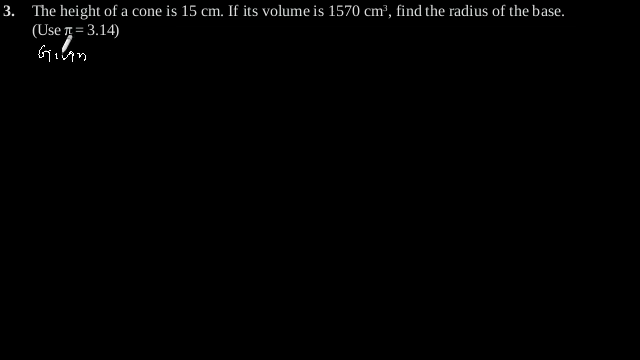 3. The height of a cone is 15 cm. If its volume is 1570 cm³, find the radius of the base.
(Use π = 3.14)
Given